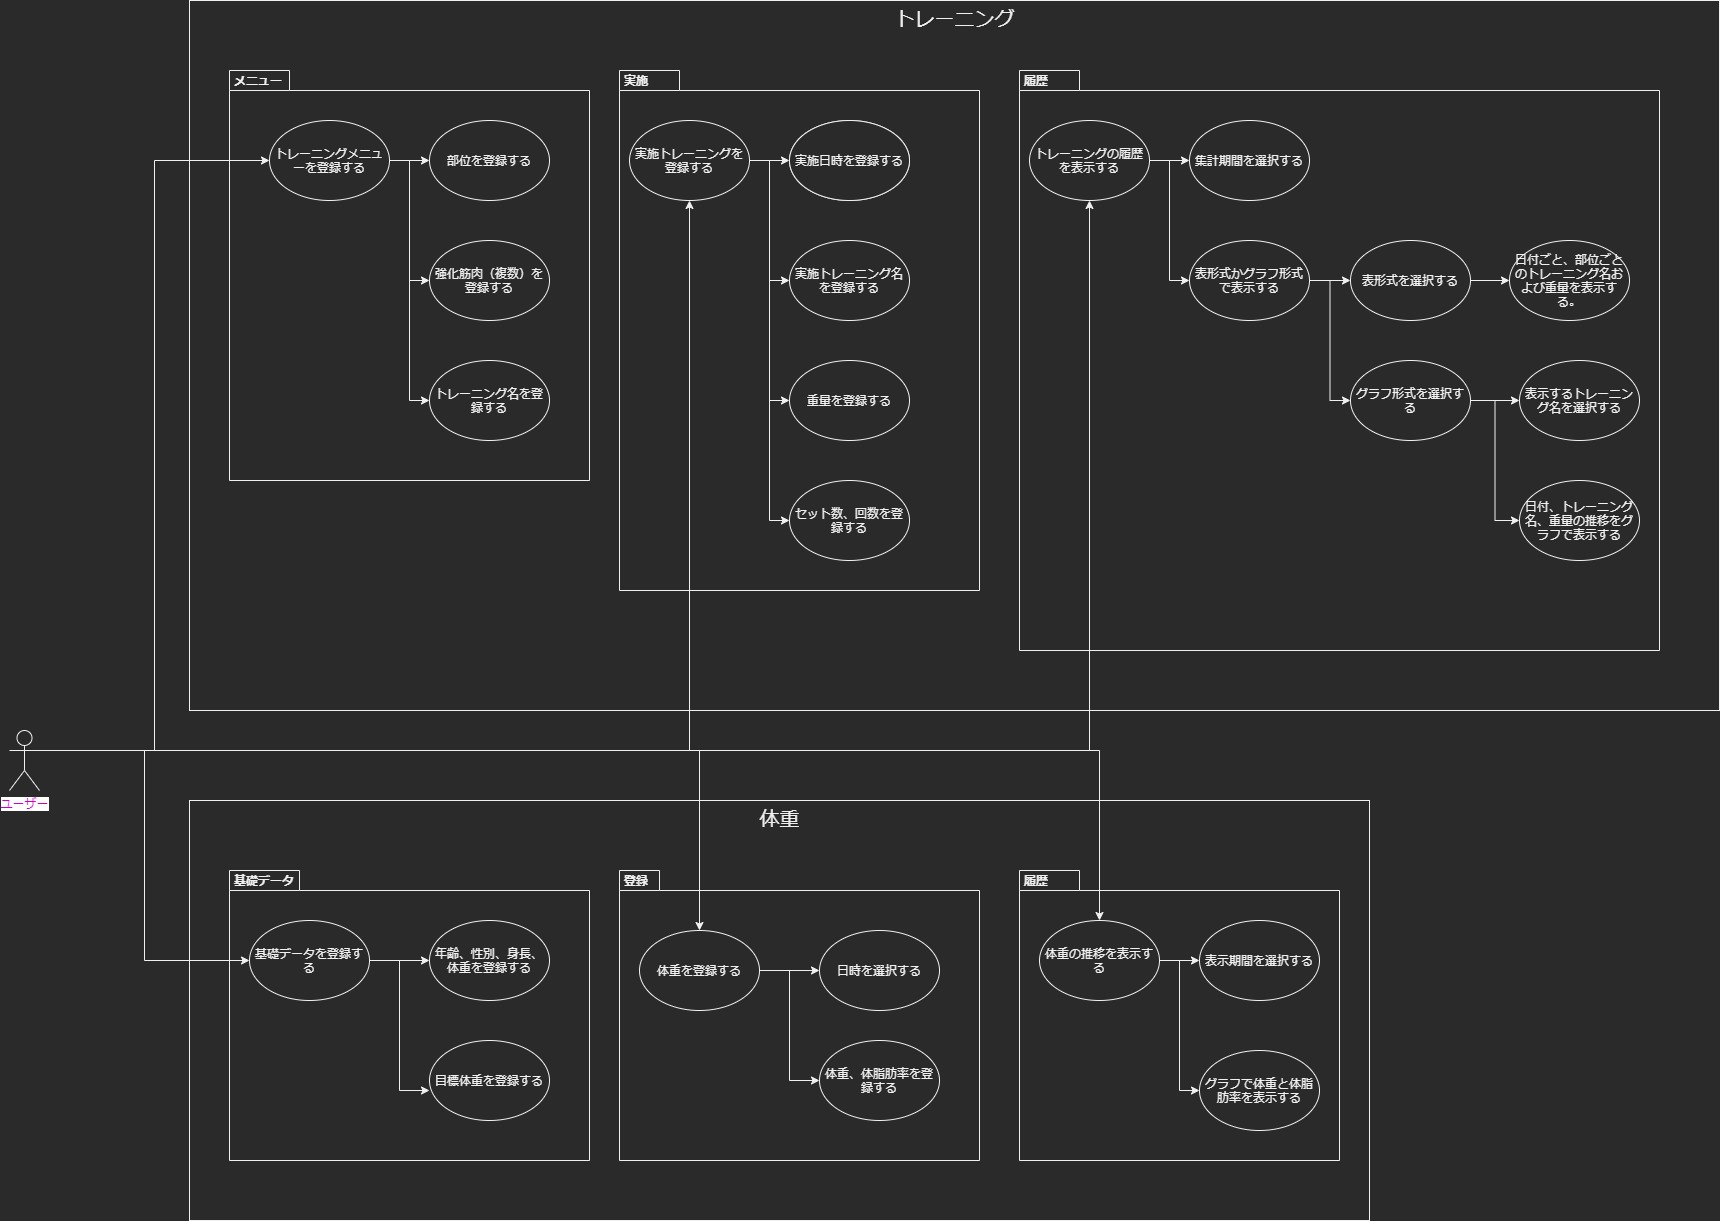 トレーニング
メニュー
トレーニングメニュ
ーを登録する
部位を登録する
強化筋肉（複数）を
登録する
トレーニング名を登
録する
実施
実施トレーニングを
登録する
実施日時を登録する
実施トレーニング名
を登録する
重量を登録する
セット数、回数を登
録する
履歴
トレーニングの履歴
を表示する
集計期間を選択する
表形式かグラフ形式
で表示する
表形式を選択する
日付ごと、部位ごと
のトレーニング名お
よび重量を表示す
る。
グラフ形式を選択す
る
表示するトレーニン
グ名を選択する
日付、トレーニング
名、重量の推移をグ
ラフで表示する
ユーザー
体重
基礎データ
基礎データを登録す
る
年齢、性別、身長、
体重を登録する
目標体重を登録する
登録
体重を登録する
日時を選択する
体重、体脂肪率を登
録する
履歴
体重の推移を表示す
る
表示期間を選択する
グラフで体重と体脂
肪率を表示する